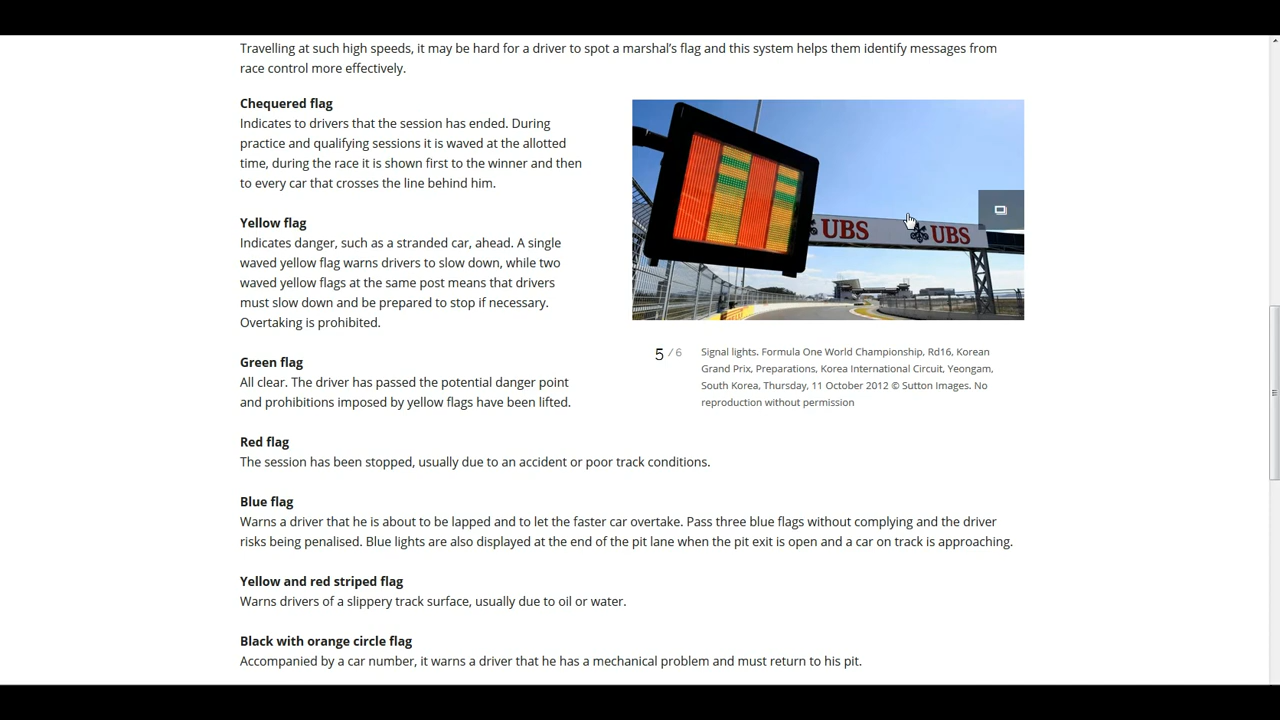 Travelling at such high speeds, it may be hard for a driver to spot a marshal's flag and this system helps them identify messages from
race control more effectively.
Chequered flag
Indicates to drivers that the session has ended. During
practice and qualifying sessions it is waved at the allotted
time, during the race it is shown first to the winner and then
to every car that crosses the line behind him.
Yellow flag
Indicates danger, such as a stranded car, ahead. A single
waved yellow flag warns drivers to slow down, while two
waved yellow flags at the same post means that drivers
must slow down and be prepared to stop if necessary.
Overtaking is prohibited.
Green flag
All clear. The driver has passed the potential danger point
and prohibitions imposed by yellow flags have been lifted.
UBS UBS
5 / 6
Signal lights. Formula One World Championship, Rd16, Korean
Grand Prix, Preparations, Korea International Circuit, Yeongam,
South Korea, Thursday, 11 October 2012 © Sutton Images. No
reproduction without permission
Red flag
The session has been stopped, usually due to an accident or poor track conditions.
Blue flag
Warns a driver that he is about to be lapped and to let the faster car overtake. Pass three blue flags without complying and the driver
risks being penalised. Blue lights are also displayed at the end of the pit lane when the pit exit is open and a car on track is approaching.
Yellow and red striped flag
Warns drivers of a slippery track surface, usually due to oil or water.
Black with orange circle flag
Accompanied by a car number, it warns a driver that he has a mechanical problem and must return to his pit.